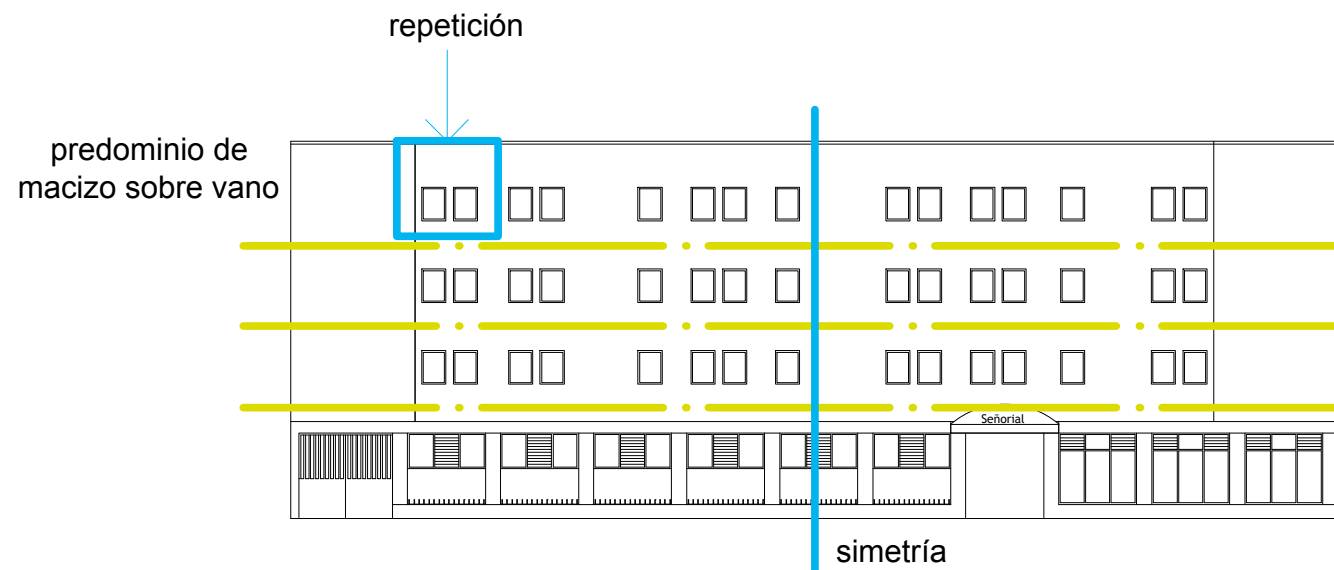 repetición
predominio de
macizo sobre vano
Señorial
simetría